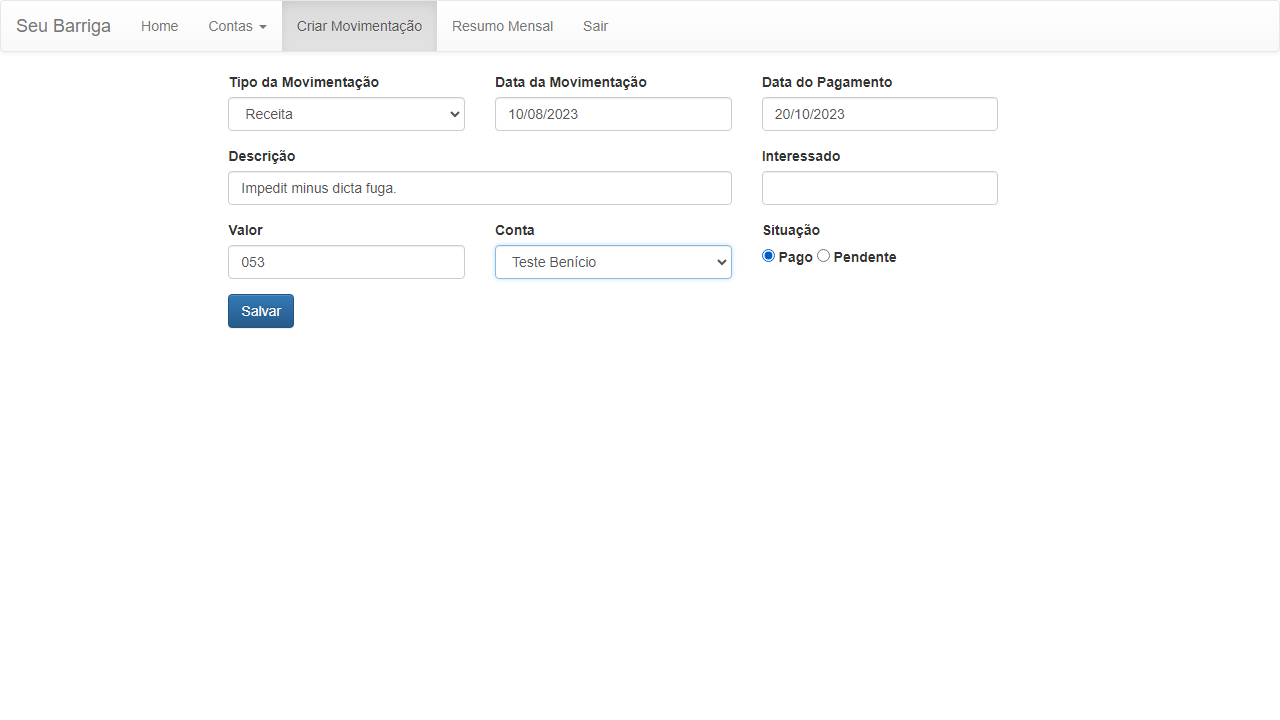 Seu Barriga Home Contas Criar Movimentação Resumo Mensal Sair
Tipo da Movimentação Data da Movimentação Data do Pagamento
Receita 10/08/2023 20/10/2023
Descrição Interessado
Impedit minus dicta fuga.
Valor Conta Situação
053 Teste Benício Pago Pendente
Salvar